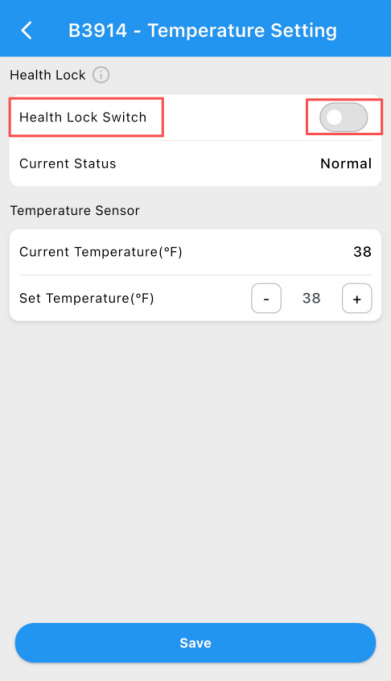 B3914 - Temperature Setting
Health Lock
Health Lock Switch
Current Status Normal
Temperature Sensor
Current Temperature(°F) 38
Set Temperature(°F) - 38 +
Save